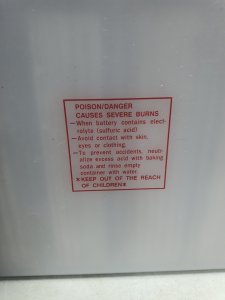 POISON/DANGER
CAUSES SEVERE BURNS
—When battery contains elect-
rolyte (sulfuric acid)
—Avoid contact with skin,
eyes or clothing.
—To prevent accidents, neutr-
alize excess acid with baking
soda and rinse empty
container with water.
※KEEP OUT OF THE REACH
OF CHILDREN※